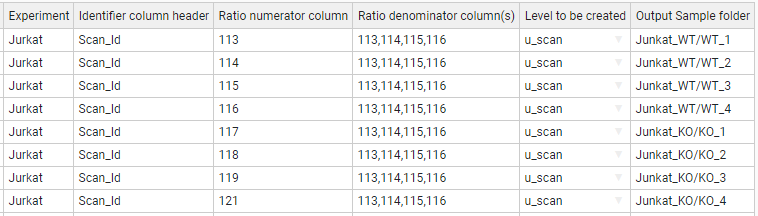 Experiment Identifier column header Ratio numerator column Ratio denominator column(s) Level to be created Output Sample folder
Jurkat Scan_Id 113 113,114,115,116 u_scan Junkat_WT/WT_1
Jurkat Scan_Id 114 113,114,115,116 u_scan Junkat_WT/WT_2
Jurkat Scan_Id 115 113,114,115,116 u_scan Junkat_WT/WT_3
Jurkat Scan_Id 116 113,114,115,116 u_scan Junkat_WT/WT_4
Jurkat Scan_Id 117 113,114,115,116 u_scan Junkat_KO/KO_1
Jurkat Scan_Id 118 113,114,115,116 u_scan Junkat_KO/KO_2
Jurkat Scan_Id 119 113,114,115,116 u_scan Junkat_KO/KO_3
Jurkat Scan_Id 121 113,114,115,116 u_scan Junkat_KO/KO_4